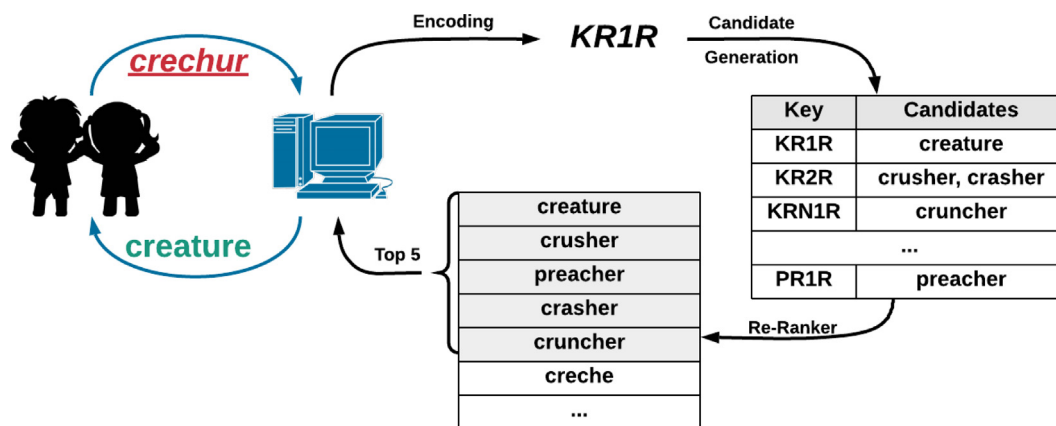 crechur
Encoding
KR1R
Candidate
Generation
Key Candidates
KR1R creature
KR2R crusher, crasher
KRN1R cruncher
...
PR1R preacher
Re-Ranker
creature
crusher
preacher
crasher
cruncher
creche
...
Top 5
creature